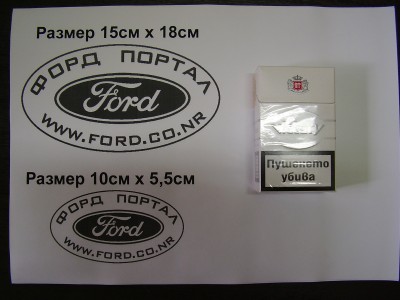 Размер 15см x 18см
ФОРД ПОРТАЛ
Ford
WWW.FORD.CO.NR
Размер 10см x 5,5см
ФОРД ПОРТАЛ
Ford
WWW.FORD.CO.NR
Пушенето
убива